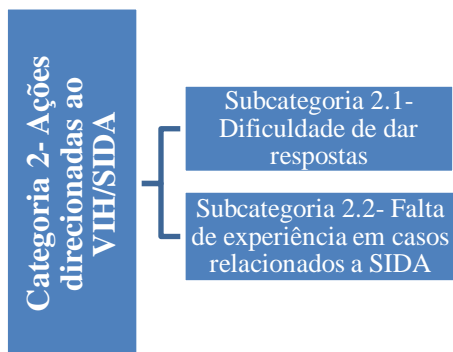 Categoria 2- Ações
direcionadas ao
VIH/SIDA
Subcategoria 2.1-
Dificuldade de dar
respostas
Subcategoria 2.2- Falta
de experiência em casos
relacionados a SIDA